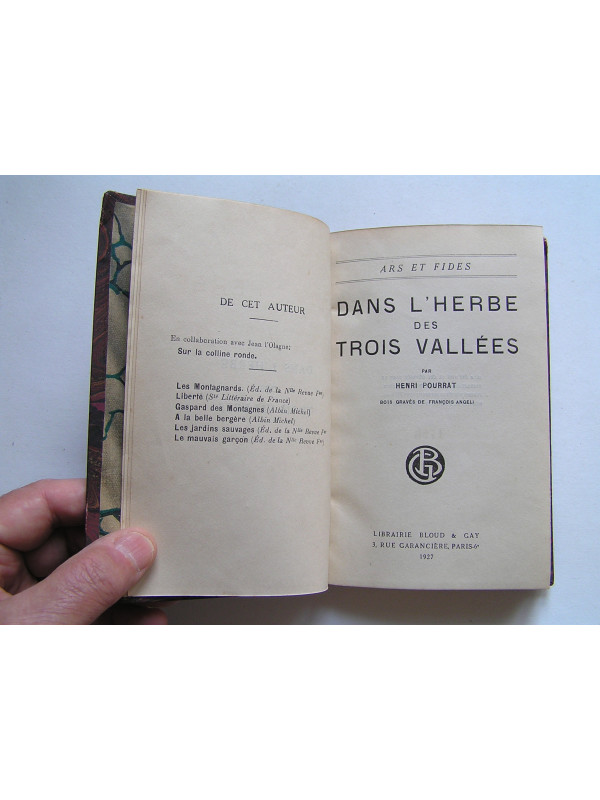 DE CET AUTEUR
En collaboration avec Jean l'Olagne:
Sur la colline ronde.
Les Montagnards. (Éd. de la Nlle Revue Fse)
Liberté (Sté Littéraire de France)
Gaspard des Montagnes (Albin Michel)
A la belle bergère (Albin Michel)
Les jardins sauvages (Éd. de la Nlle Revue Fse
Le mauvais garçon (Éd. de la Nlle Revue Fse)
ARS ET FIDES
DANS L'HERBE
DES
TROIS VALLÉES
PAR
HENRI POURRAT
BOIS GRAVÉS DE FRANÇOIS ANGELI
BG
LIBRAIRIE BLOUD & GAY
3, RUE GARANCIÈRE, PARIS-6e
1927